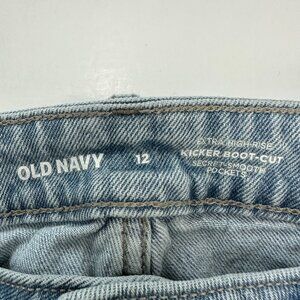 OLD NAVY
12
EXTRA HIGH-RISE
KICKER BOOT-CUT
SECRET-SMOOTH
POCKETS